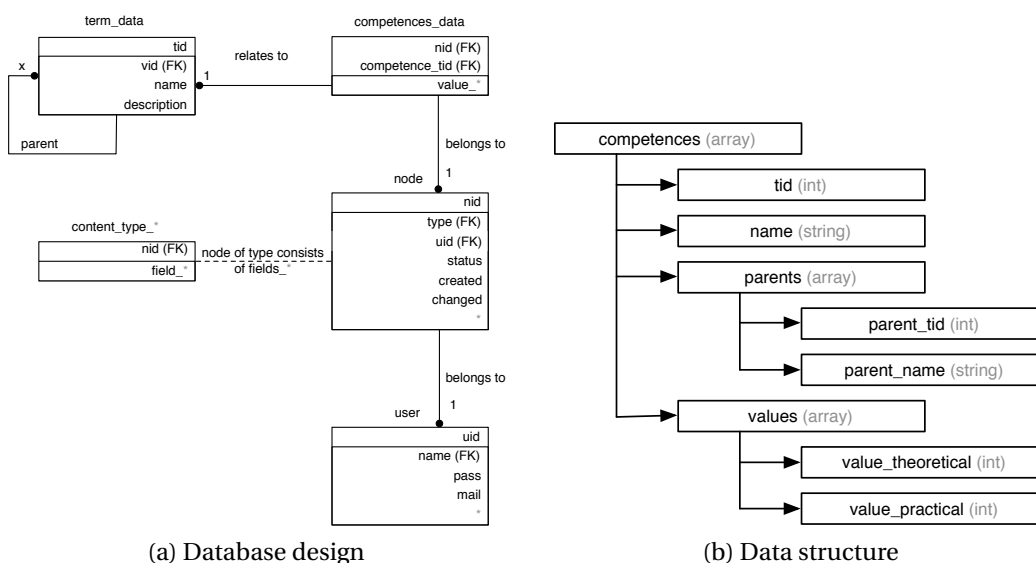 term_data
tid
vid (FK)
name
description
x
1
parent
relates to
competences_data
nid (FK)
competence_tid (FK)
value_*
belongs to
1
node
nid
type (FK)
uid (FK)
status
created
changed
*
content_type_*
nid (FK)
field_*
node of type consists
of fields_*
belongs to
1
user
uid
name (FK)
pass
mail
*
(a) Database design
competences (array)
tid (int)
name (string)
parents (array)
parent_tid (int)
parent_name (string)
values (array)
value_theoretical (int)
value_practical (int)
(b) Data structure